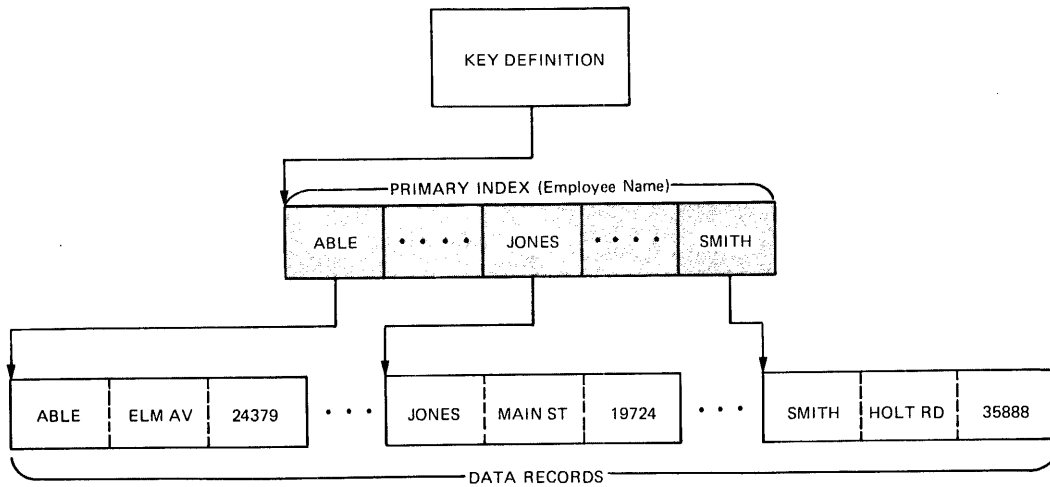 KEY DEFINITION
PRIMARY INDEX (Employee Name)
ABLE • • • • JONES • • • • SMITH
ABLE ELM AV 24379 • • • JONES MAIN ST 19724 • • • SMITH HOLT RD 35888
DATA RECORDS